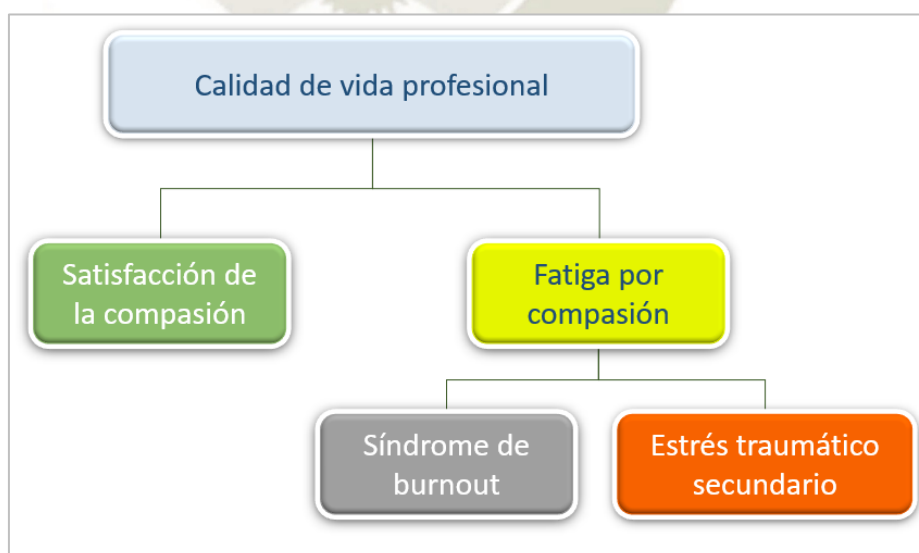 Calidad de vida profesional
Satisfacción de
la compasión
Fatiga por
compasión
Síndrome de
burnout
Estrés traumático
secundario